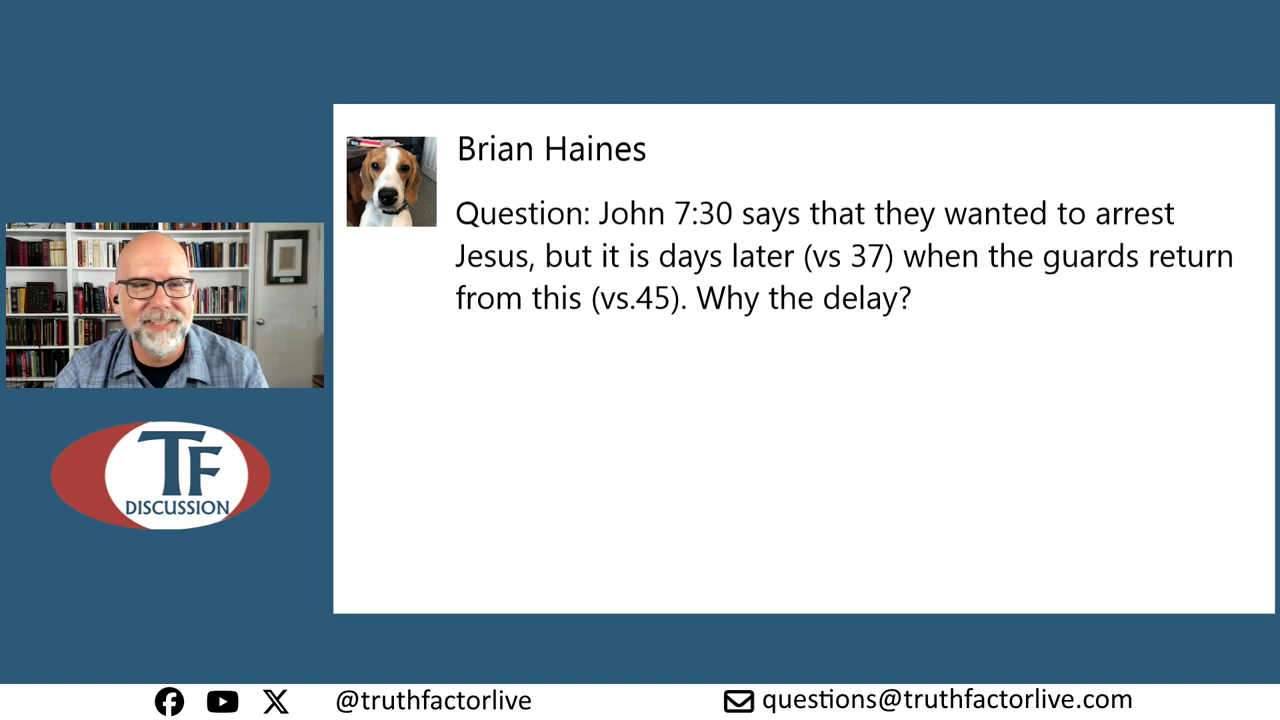 Brian Haines
Question: John 7:30 says that they wanted to arrest
Jesus, but it is days later (vs 37) when the guards return
from this (vs.45). Why the delay?
TF
DISCUSSION
@truthfactorlive
questions@truthfactorlive.com